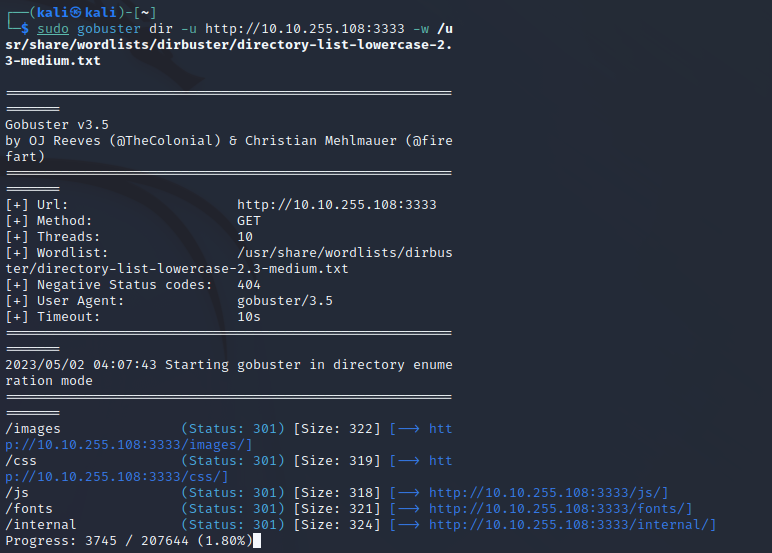 ┌──(kali㉿kali)-[~]
└─$ sudo gobuster dir -u http://10.10.255.108:3333 -w /u
sr/share/wordlists/dirbuster/directory-list-lowercase-2.
3-medium.txt
========================================================
=======
Gobuster v3.5
by OJ Reeves (@TheColonial) & Christian Mehlmauer (@fire
fart)
========================================================
=======
[+] Url:                     http://10.10.255.108:3333
[+] Method:                  GET
[+] Threads:                 10
[+] Wordlist:                /usr/share/wordlists/dirbus
ter/directory-list-lowercase-2.3-medium.txt
[+] Negative Status codes:   404
[+] User Agent:              gobuster/3.5
[+] Timeout:                 10s
========================================================
=======
2023/05/02 04:07:43 Starting gobuster in directory enume
ration mode
========================================================
=======
/images               (Status: 301) [Size: 322] [--> htt
p://10.10.255.108:3333/images/]
/css                  (Status: 301) [Size: 319] [--> htt
p://10.10.255.108:3333/css/]
/js                   (Status: 301) [Size: 318] [--> http://10.10.255.108:3333/js/]
/fonts                (Status: 301) [Size: 321] [--> http://10.10.255.108:3333/fonts/]
/internal             (Status: 301) [Size: 324] [--> http://10.10.255.108:3333/internal/]
Progress: 3745 / 207644 (1.80%)